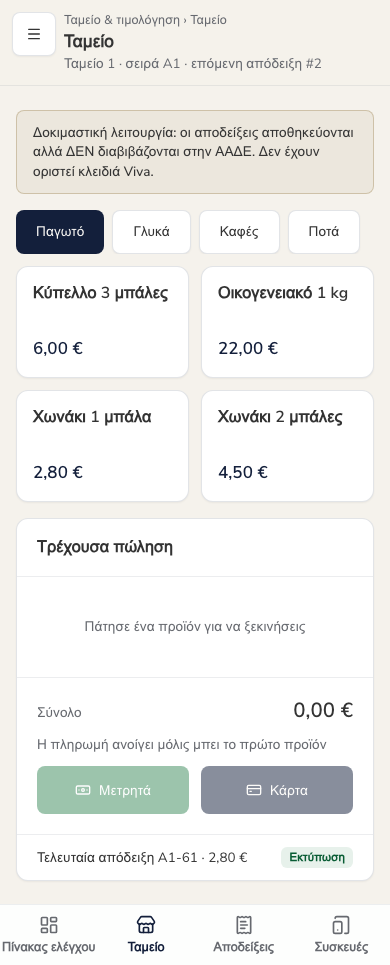 Ταμείο & τιμολόγηση › Ταμείο
Ταμείο
Ταμείο 1 · σειρά A1 · επόμενη απόδειξη #2
Δοκιμαστική λειτουργία: οι αποδείξεις αποθηκεύονται
αλλά ΔΕΝ διαβιβάζονται στην ΑΑΔΕ. Δεν έχουν
οριστεί κλειδιά Viva.
Παγωτό
Γλυκά
Καφές
Ποτά
Κύπελλο 3 μπάλες
6,00 €
Οικογενειακό 1 kg
22,00 €
Χωνάκι 1 μπάλα
2,80 €
Χωνάκι 2 μπάλες
4,50 €
Τρέχουσα πώληση
Πάτησε ένα προϊόν για να ξεκινήσεις
Σύνολο
0,00 €
Η πληρωμή ανοίγει μόλις μπει το πρώτο προϊόν
Μετρητά
Κάρτα
Τελευταία απόδειξη A1-61 · 2,80 €
Εκτύπωση
Πίνακας ελέγχου
Ταμείο
Αποδείξεις
Συσκευές